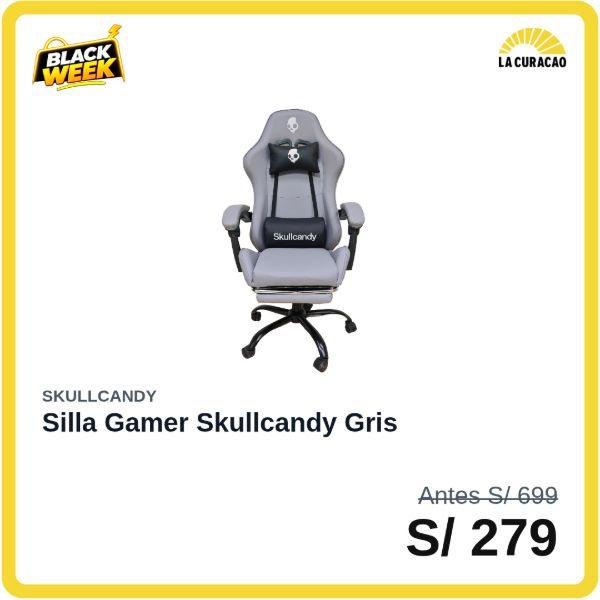 BLACK
WEEK
LA CURACAO
Skullcandy
SKULLCANDY
Silla Gamer Skullcandy Gris
Antes S/ 699
S/ 279